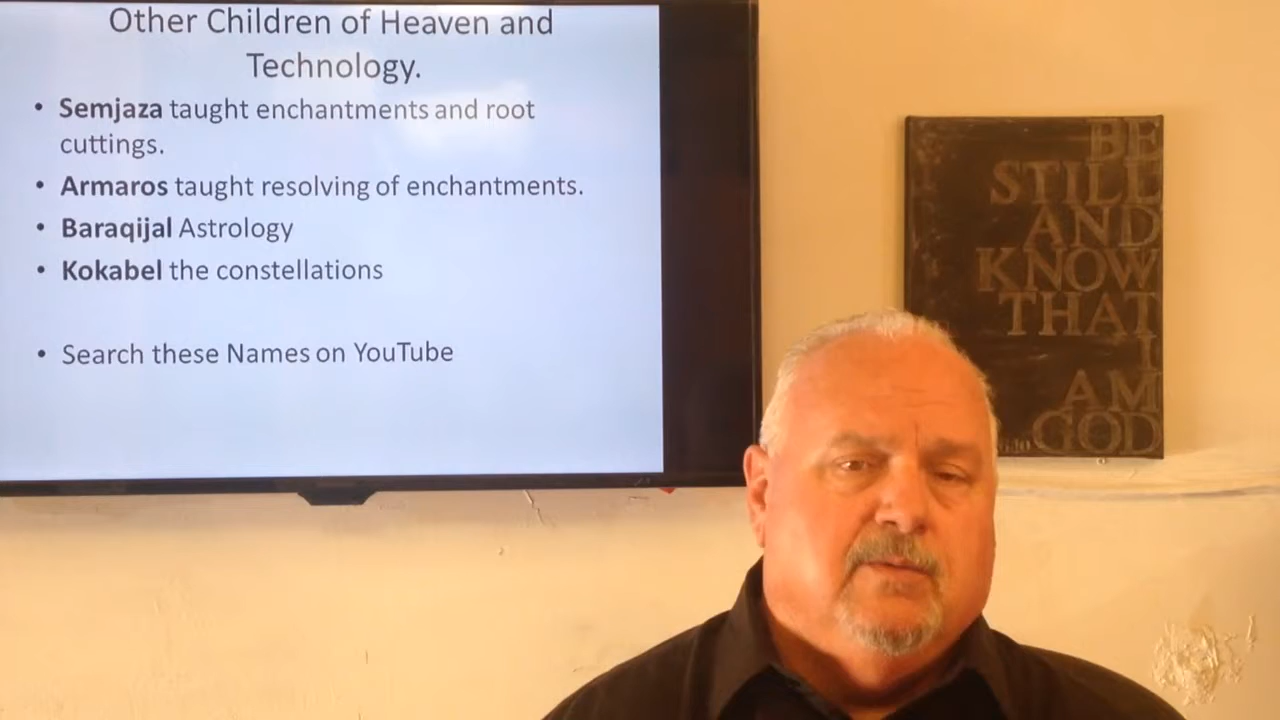 Other Children of Heaven and
Technology.
• Semjaza taught enchantments and root
cuttings.
• Armaros taught resolving of enchantments.
• Baraqijal Astrology
• Kokabel the constellations
• Search these Names on YouTube
BE
STILL
AND
KNOW
THAT
I
AM
GOD